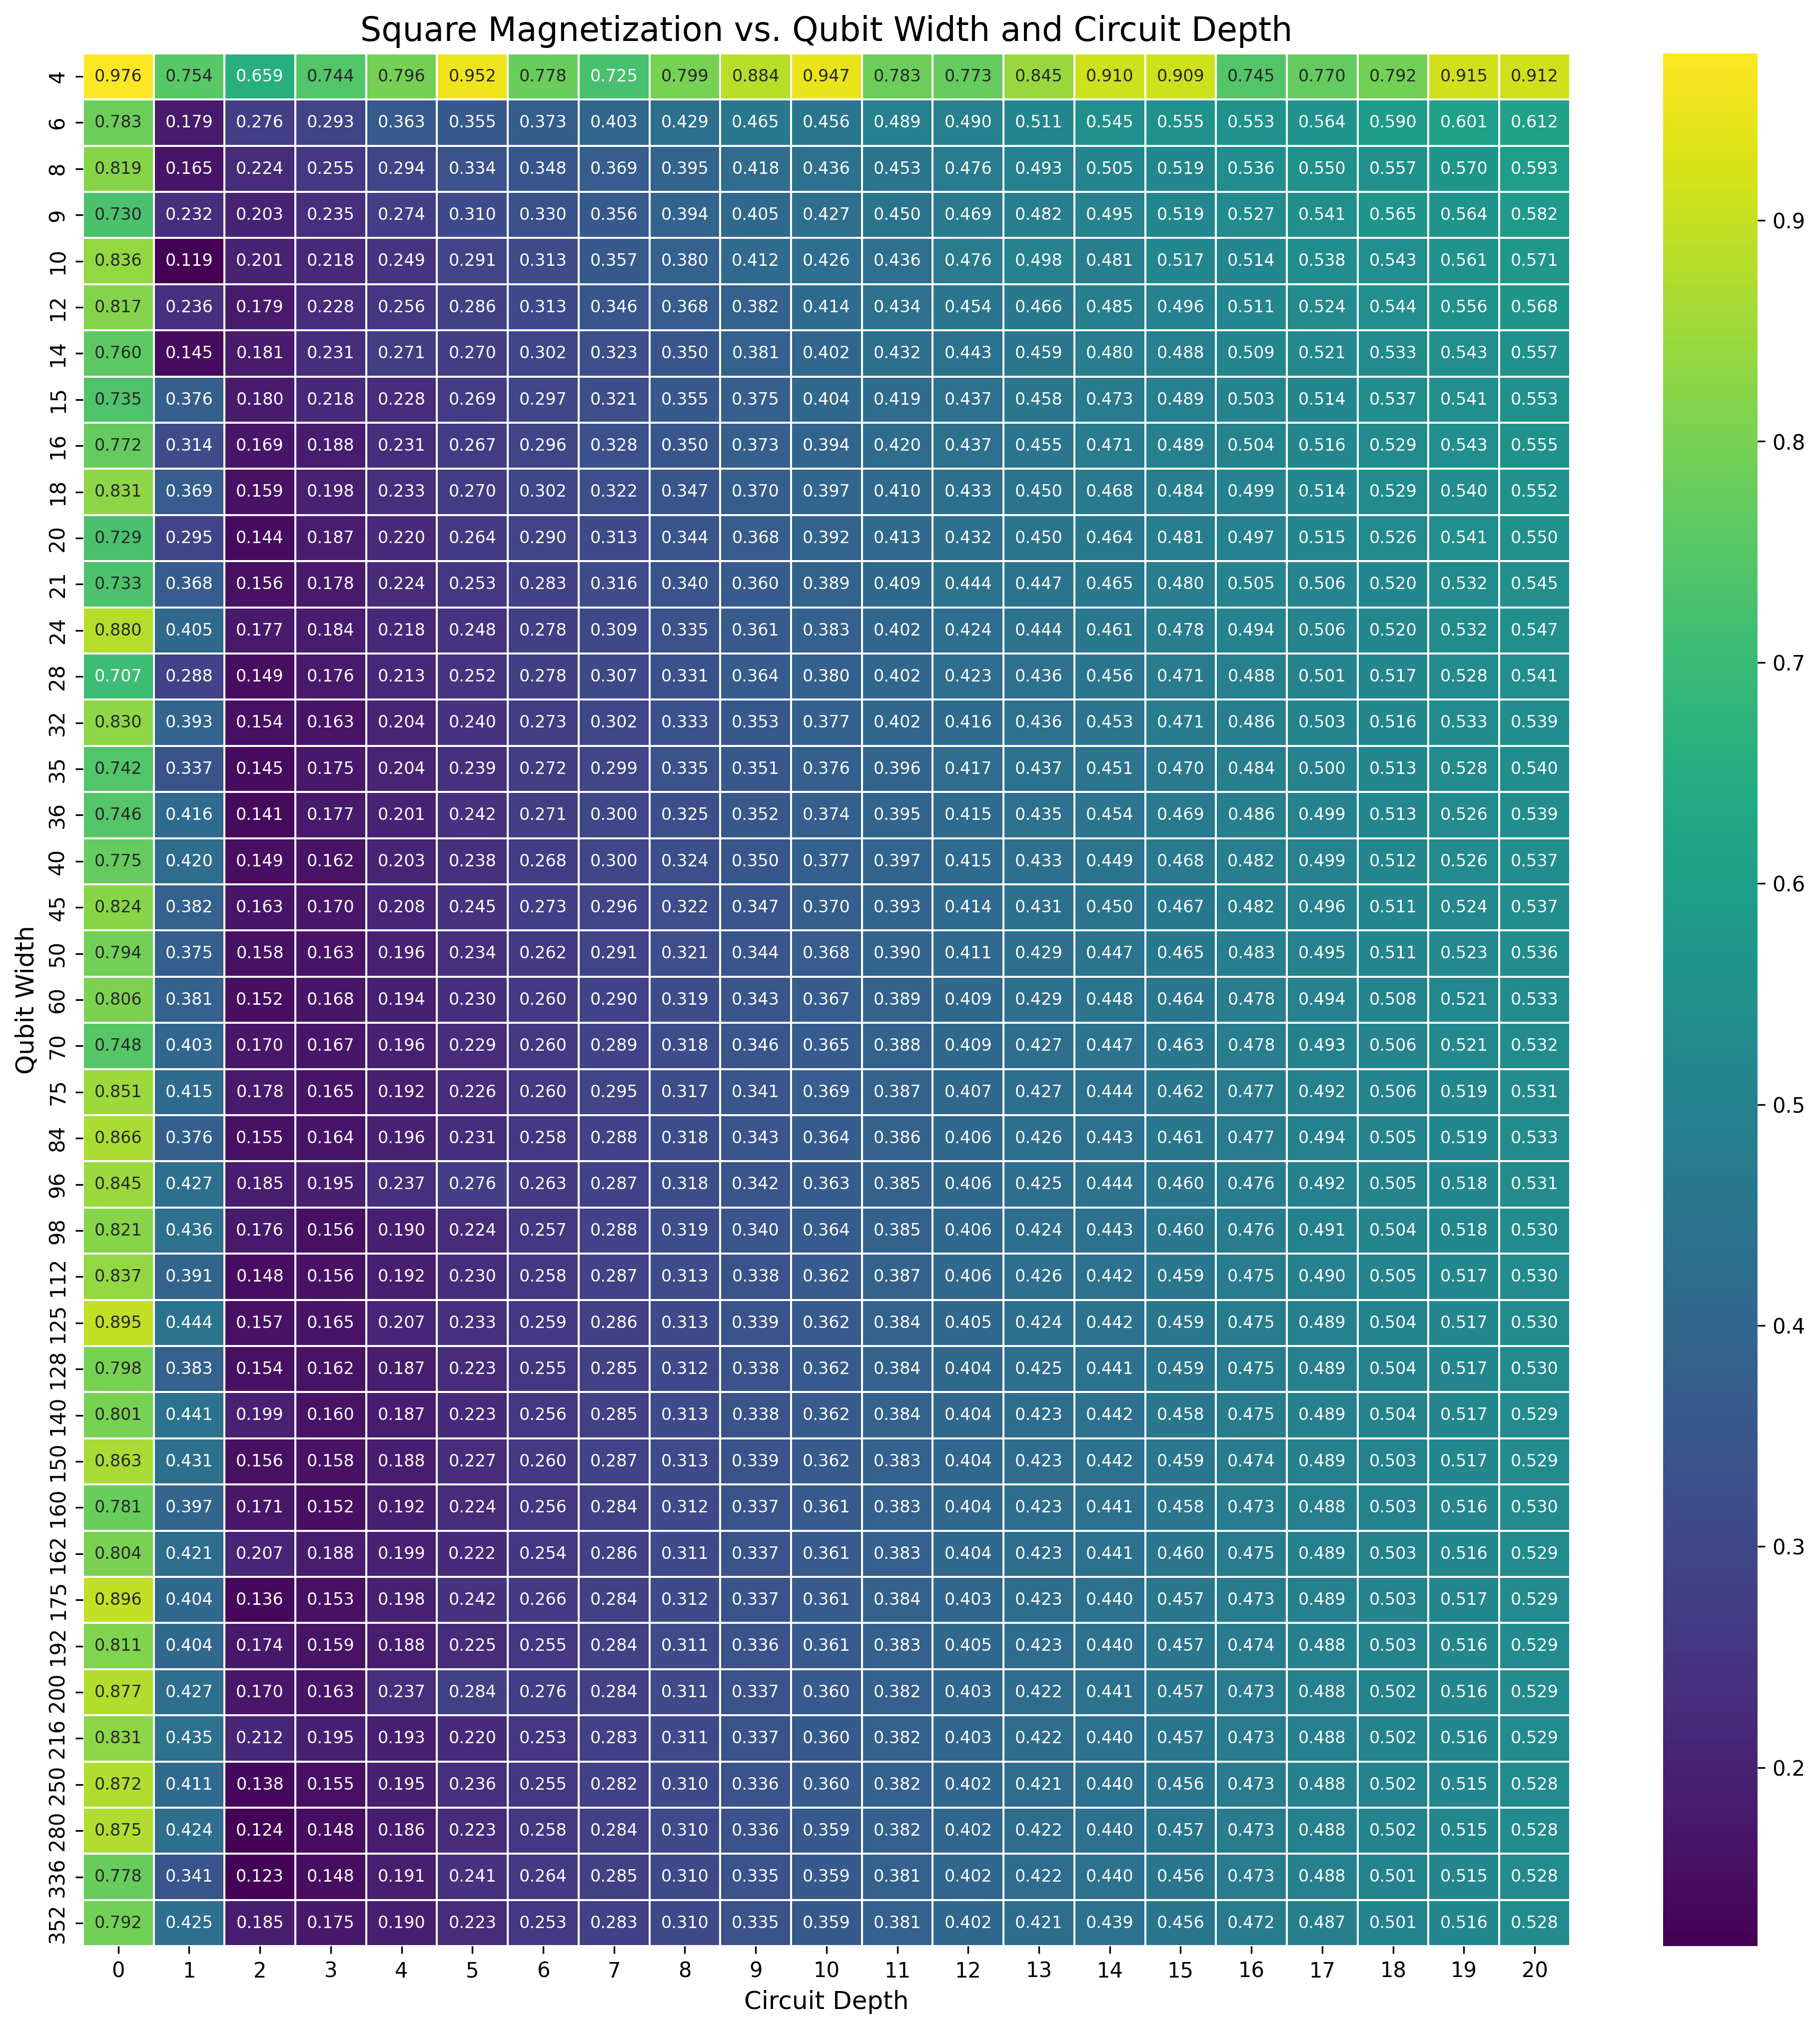 Square Magnetization vs. Qubit Width and Circuit Depth
4 0.976 0.754 0.659 0.744 0.796 0.952 0.778 0.725 0.799 0.884 0.947 0.783 0.773 0.845 0.910 0.909 0.745 0.770 0.792 0.915 0.912
6 0.783 0.179 0.276 0.293 0.363 0.355 0.373 0.403 0.429 0.465 0.456 0.489 0.490 0.511 0.545 0.555 0.553 0.564 0.590 0.601 0.612
8 0.819 0.165 0.224 0.255 0.294 0.334 0.348 0.369 0.395 0.418 0.436 0.453 0.476 0.493 0.505 0.519 0.536 0.550 0.557 0.570 0.593
9 0.730 0.232 0.203 0.235 0.274 0.310 0.330 0.356 0.394 0.405 0.427 0.450 0.469 0.482 0.495 0.519 0.527 0.541 0.565 0.564 0.582
10 0.836 0.119 0.201 0.218 0.249 0.291 0.313 0.357 0.380 0.412 0.426 0.436 0.476 0.498 0.481 0.517 0.514 0.538 0.543 0.561 0.571
12 0.817 0.236 0.179 0.228 0.256 0.286 0.313 0.346 0.368 0.382 0.414 0.434 0.454 0.466 0.485 0.496 0.511 0.524 0.544 0.556 0.568
14 0.760 0.145 0.181 0.231 0.271 0.270 0.302 0.323 0.350 0.381 0.402 0.432 0.443 0.459 0.480 0.488 0.509 0.521 0.533 0.543 0.557
15 0.735 0.376 0.180 0.218 0.228 0.269 0.297 0.321 0.355 0.375 0.404 0.419 0.437 0.458 0.473 0.489 0.503 0.514 0.537 0.541 0.553
16 0.772 0.314 0.169 0.188 0.231 0.267 0.296 0.328 0.350 0.373 0.394 0.420 0.437 0.455 0.471 0.489 0.504 0.516 0.529 0.543 0.555
18 0.831 0.369 0.159 0.198 0.233 0.270 0.302 0.322 0.347 0.370 0.397 0.410 0.433 0.450 0.468 0.484 0.499 0.514 0.529 0.540 0.552
20 0.729 0.295 0.144 0.187 0.220 0.264 0.290 0.313 0.344 0.368 0.392 0.413 0.432 0.450 0.464 0.481 0.497 0.515 0.526 0.541 0.550
21 0.733 0.368 0.156 0.178 0.224 0.253 0.283 0.316 0.340 0.360 0.389 0.409 0.444 0.447 0.465 0.480 0.505 0.506 0.520 0.532 0.545
24 0.880 0.405 0.177 0.184 0.218 0.248 0.278 0.309 0.335 0.361 0.383 0.402 0.424 0.444 0.461 0.478 0.494 0.506 0.520 0.532 0.547
28 0.707 0.288 0.149 0.176 0.213 0.252 0.278 0.307 0.331 0.364 0.380 0.402 0.423 0.436 0.456 0.471 0.488 0.501 0.517 0.528 0.541
32 0.830 0.393 0.154 0.163 0.204 0.240 0.273 0.302 0.333 0.353 0.377 0.402 0.416 0.436 0.453 0.471 0.486 0.503 0.516 0.533 0.539
35 0.742 0.337 0.145 0.175 0.204 0.239 0.272 0.299 0.335 0.351 0.376 0.396 0.417 0.437 0.451 0.470 0.484 0.500 0.513 0.528 0.540
36 0.746 0.416 0.141 0.177 0.201 0.242 0.271 0.300 0.325 0.352 0.374 0.395 0.415 0.435 0.454 0.469 0.486 0.499 0.513 0.526 0.539
40 0.775 0.420 0.149 0.162 0.203 0.238 0.268 0.300 0.324 0.350 0.377 0.397 0.415 0.433 0.449 0.468 0.482 0.499 0.512 0.526 0.537
45 0.824 0.382 0.163 0.170 0.208 0.245 0.273 0.296 0.322 0.347 0.370 0.393 0.414 0.431 0.450 0.467 0.482 0.496 0.511 0.524 0.537
50 0.794 0.375 0.158 0.163 0.196 0.234 0.262 0.291 0.321 0.344 0.368 0.390 0.411 0.429 0.447 0.465 0.483 0.495 0.511 0.523 0.536
60 0.806 0.381 0.152 0.168 0.194 0.230 0.260 0.290 0.319 0.343 0.367 0.389 0.409 0.429 0.448 0.464 0.478 0.494 0.508 0.521 0.533
70 0.748 0.403 0.170 0.167 0.196 0.229 0.260 0.289 0.318 0.346 0.365 0.388 0.409 0.427 0.447 0.463 0.478 0.493 0.506 0.521 0.532
75 0.851 0.415 0.178 0.165 0.192 0.226 0.260 0.295 0.317 0.341 0.369 0.387 0.407 0.427 0.444 0.462 0.477 0.492 0.506 0.519 0.531
84 0.866 0.376 0.155 0.164 0.196 0.231 0.258 0.288 0.318 0.343 0.364 0.386 0.406 0.426 0.443 0.461 0.477 0.494 0.505 0.519 0.533
96 0.845 0.427 0.185 0.195 0.237 0.276 0.263 0.287 0.318 0.342 0.363 0.385 0.406 0.425 0.444 0.460 0.476 0.492 0.505 0.518 0.531
98 0.821 0.436 0.176 0.156 0.190 0.224 0.257 0.288 0.319 0.340 0.364 0.385 0.406 0.424 0.443 0.460 0.476 0.491 0.504 0.518 0.530
112 0.837 0.391 0.148 0.156 0.192 0.230 0.258 0.287 0.313 0.338 0.362 0.387 0.406 0.426 0.442 0.459 0.475 0.490 0.505 0.517 0.530
125 0.895 0.444 0.157 0.165 0.207 0.233 0.259 0.286 0.313 0.339 0.362 0.384 0.405 0.424 0.442 0.459 0.475 0.489 0.504 0.517 0.530
128 0.798 0.383 0.154 0.162 0.187 0.223 0.255 0.285 0.312 0.338 0.362 0.384 0.404 0.425 0.441 0.459 0.475 0.489 0.504 0.517 0.530
140 0.801 0.441 0.199 0.160 0.187 0.223 0.256 0.285 0.313 0.338 0.362 0.384 0.404 0.423 0.442 0.458 0.475 0.489 0.504 0.517 0.529
150 0.863 0.431 0.156 0.158 0.188 0.227 0.260 0.287 0.313 0.339 0.362 0.383 0.404 0.423 0.442 0.459 0.474 0.489 0.503 0.517 0.529
160 0.781 0.397 0.171 0.152 0.192 0.224 0.256 0.284 0.312 0.337 0.361 0.383 0.404 0.423 0.441 0.458 0.473 0.488 0.503 0.516 0.530
162 0.804 0.421 0.207 0.188 0.199 0.222 0.254 0.286 0.311 0.337 0.361 0.383 0.404 0.423 0.441 0.460 0.475 0.489 0.503 0.516 0.529
175 0.896 0.404 0.136 0.153 0.198 0.242 0.266 0.284 0.312 0.337 0.361 0.384 0.403 0.423 0.440 0.457 0.473 0.489 0.503 0.517 0.529
192 0.811 0.404 0.174 0.159 0.188 0.225 0.255 0.284 0.311 0.336 0.361 0.383 0.405 0.423 0.440 0.457 0.474 0.488 0.503 0.516 0.529
200 0.877 0.427 0.170 0.163 0.237 0.284 0.276 0.284 0.311 0.337 0.360 0.382 0.403 0.422 0.441 0.457 0.473 0.488 0.502 0.516 0.529
216 0.831 0.435 0.212 0.195 0.193 0.220 0.253 0.283 0.311 0.337 0.360 0.382 0.403 0.422 0.440 0.457 0.473 0.488 0.502 0.516 0.529
250 0.872 0.411 0.138 0.155 0.195 0.236 0.255 0.282 0.310 0.336 0.360 0.382 0.402 0.421 0.440 0.456 0.473 0.488 0.502 0.515 0.528
280 0.875 0.424 0.124 0.148 0.186 0.223 0.258 0.284 0.310 0.336 0.359 0.382 0.402 0.422 0.440 0.457 0.473 0.488 0.502 0.515 0.528
336 0.778 0.341 0.123 0.148 0.191 0.241 0.264 0.285 0.310 0.335 0.359 0.381 0.402 0.422 0.440 0.456 0.473 0.488 0.501 0.515 0.528
352 0.792 0.425 0.185 0.175 0.190 0.223 0.253 0.283 0.310 0.335 0.359 0.381 0.402 0.421 0.439 0.456 0.472 0.487 0.501 0.516 0.528
0 1 2 3 4 5 6 7 8 9 10 11 12 13 14 15 16 17 18 19 20
Circuit Depth
Qubit Width
0.9
0.8
0.7
0.6
0.5
0.4
0.3
0.2